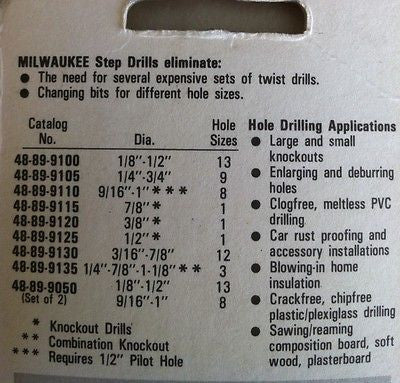 MILWAUKEE Step Drills eliminate:
● The need for several expensive sets of twist drills.
● Changing bits for different hole sizes.
Catalog No. Dia. Hole Sizes
48-89-9100 1/8"-1/2" 13
48-89-9105 1/4"-3/4" 9
48-89-9110 9/16"-1"*** 8
48-89-9115 7/8"* 1
48-89-9120 3/8"* 1
48-89-9125 1/2"* 1
48-89-9130 3/16"-7/8" 12
48-89-9135 1/4"-7/8"-1-1/8"** 3
48-89-9050 1/8"-1/2" 13
(Set of 2) 9/16"-1" 8
* Knockout Drills
** Combination Knockout
*** Requires 1/2" Pilot Hole
Hole Drilling Applications
● Large and small
knockouts
● Enlarging and deburring
holes
● Clogfree, meltless PVC
drilling
● Car rust proofing and
accessory installations
● Blowing-in home
insulation
● Crackfree, chipfree
plastic/plexiglass drilling
● Sawing/reaming
composition board, soft
wood, plasterboard